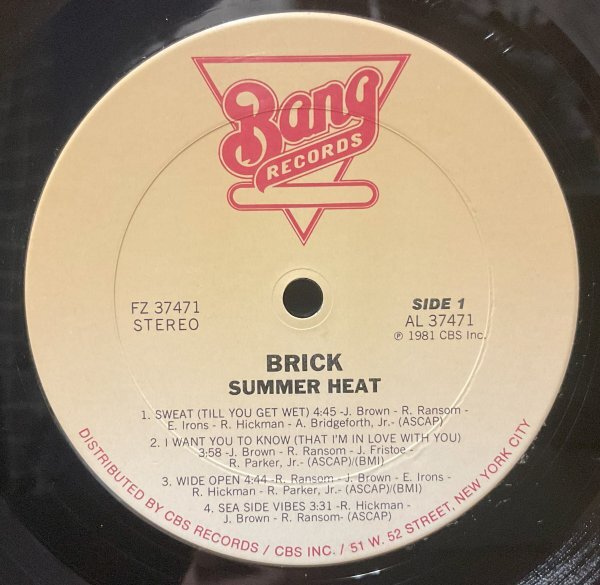 Bang
RECORDS
FZ 37471
STEREO
SIDE 1
AL 37471
℗ 1981 CBS Inc.
BRICK
SUMMER HEAT
1. SWEAT (TILL YOU GET WET) 4:45 -J. Brown - R. Ransom -
E. Irons - R. Hickman - A. Bridgeforth, Jr.- (ASCAP)
2. I WANT YOU TO KNOW (THAT I'M IN LOVE WITH YOU)
3:58 -J. Brown - R. Ransom - J. Fristoe -
R. Parker, Jr.- (ASCAP)/(BMI)
3. WIDE OPEN 4:44 -R. Ransom - J. Brown - E. Irons -
R. Hickman - R. Parker, Jr.- (ASCAP)/(BMI)
4. SEA SIDE VIBES 3:31 -R. Hickman -
J. Brown - R. Ransom- (ASCAP)
DISTRIBUTED BY CBS RECORDS / CBS INC. / 51 W. 52 STREET, NEW YORK CITY